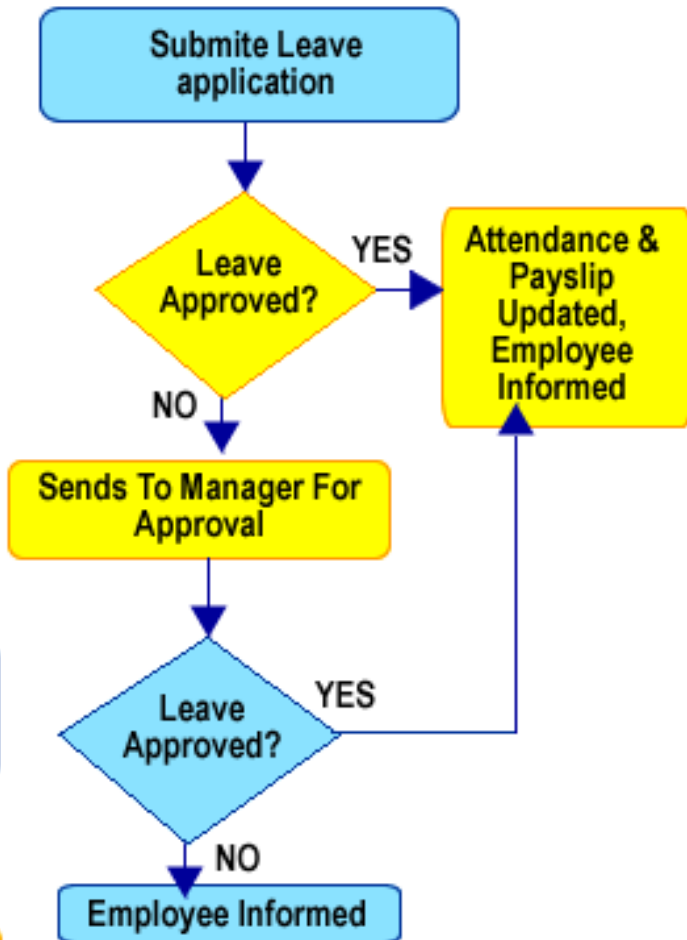 Submite Leave
application
Leave
Approved?
YES
Attendance &
Payslip
Updated,
Employee
Informed
NO
Sends To Manager For
Approval
Leave
Approved?
YES
NO
Employee Informed